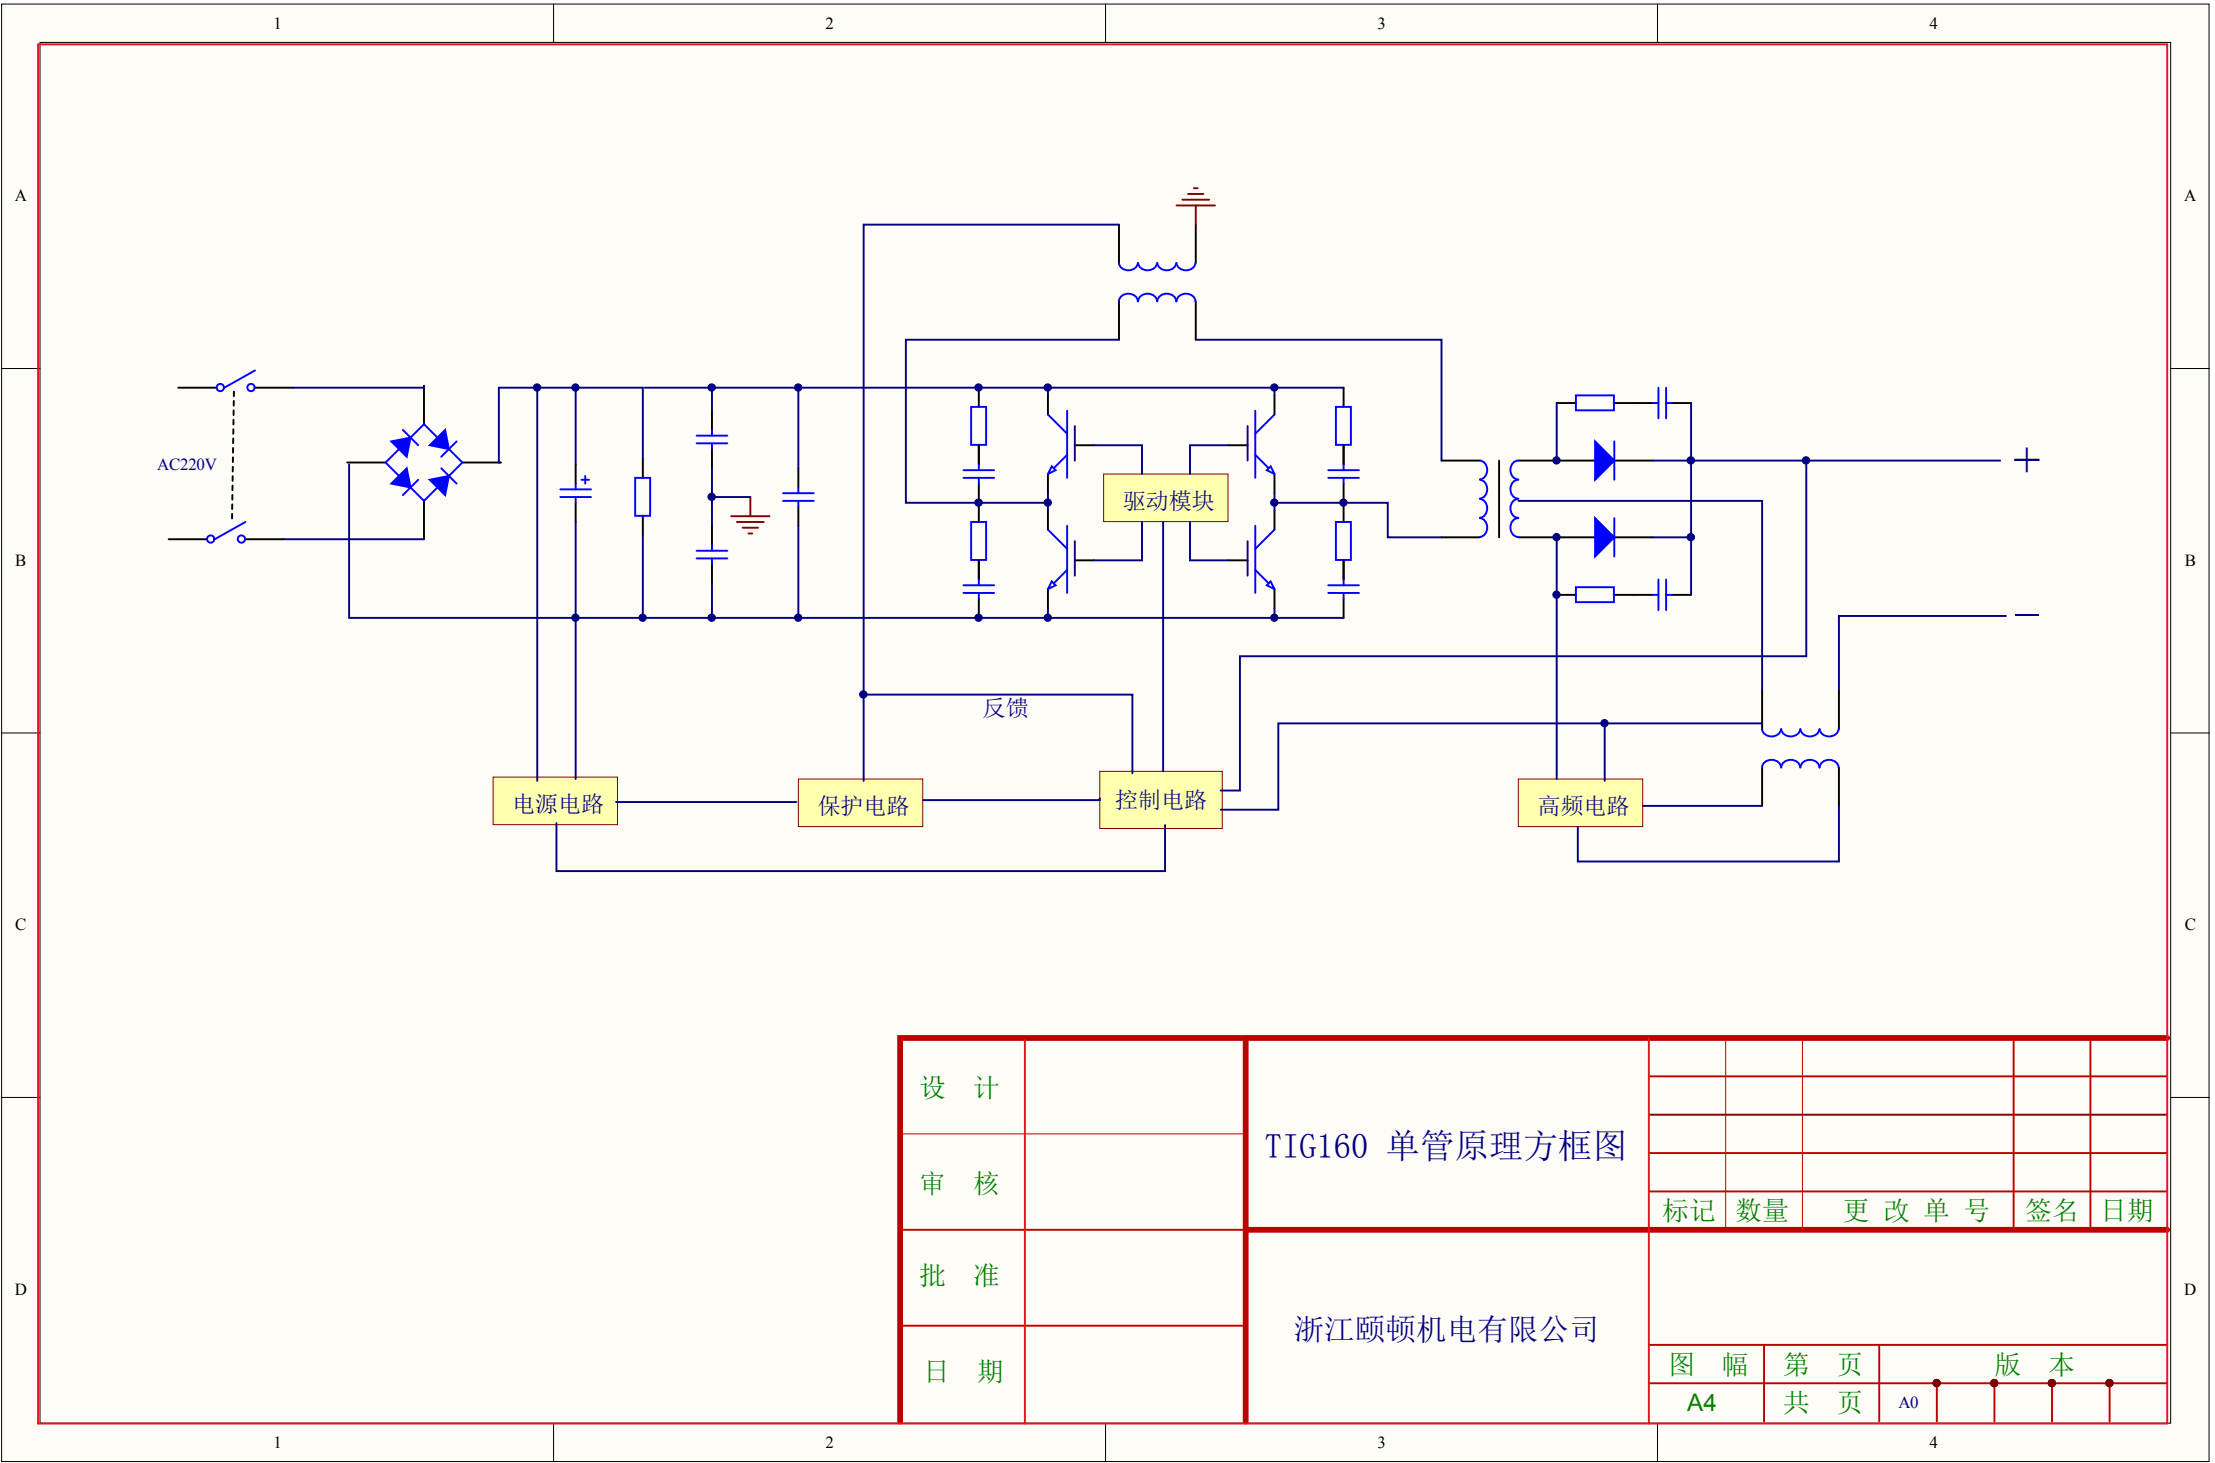 1 2 3 4
A A
AC220V
+
驱动模块
B B
+
—
反馈
电源电路 保护电路 控制电路 高频电路
C C
设 计
TIG160 单管原理方框图
审 核
标记 数量 更 改 单 号 签名 日期
批 准
D D
浙江颐顿机电有限公司
日 期
图 幅 第 页 版 本
A4 共 页 A0
1 2 3 4